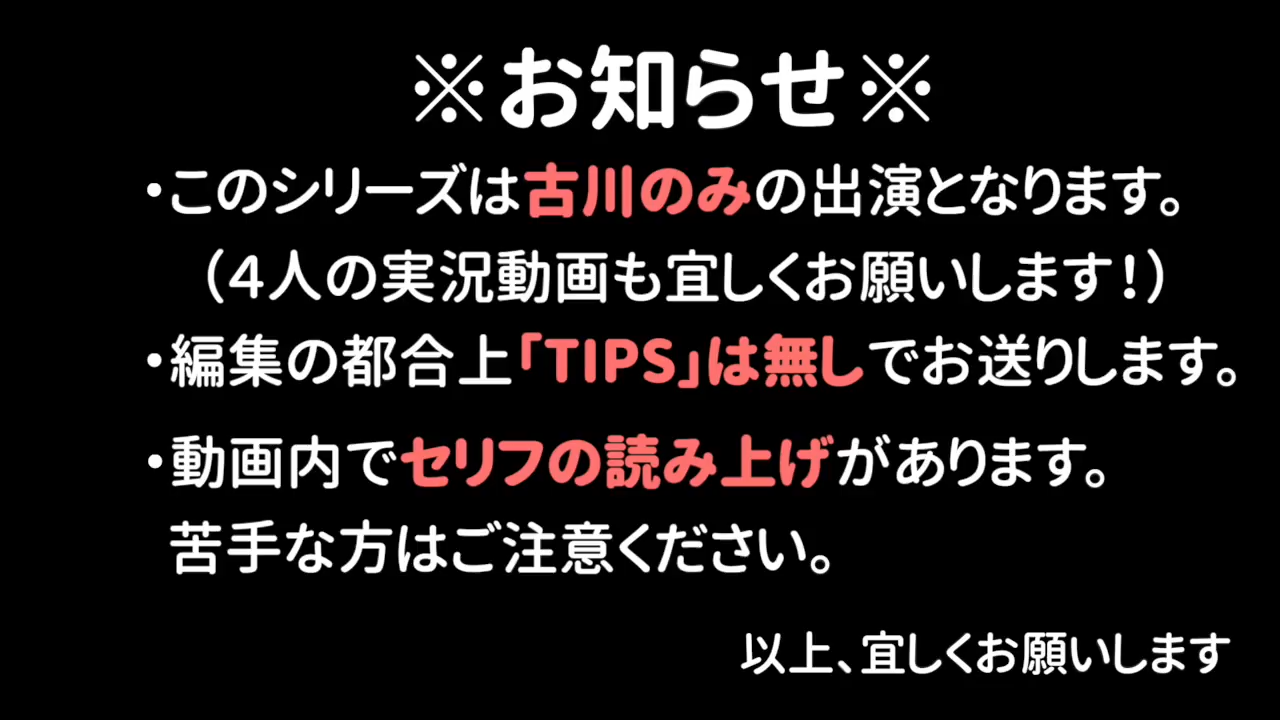 ※お知らせ※
・このシリーズは古川のみの出演となります。
（４人の実況動画も宜しくお願いします！）
・編集の都合上「TIPS」は無しでお送りします。
・動画内でセリフの読み上げがあります。
苦手な方はご注意ください。
以上、宜しくお願いします